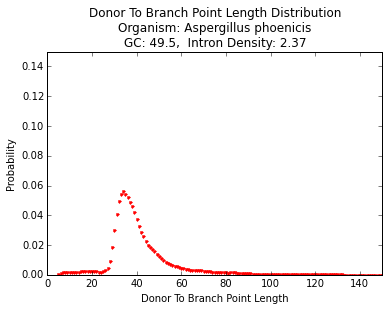 Donor To Branch Point Length Distribution
Organism: Aspergillus phoenicis
GC: 49.5,  Intron Density: 2.37
Probability
0.14
0.12
0.10
0.08
0.06
0.04
0.02
0.00
0 20 40 60 80 100 120 140
Donor To Branch Point Length